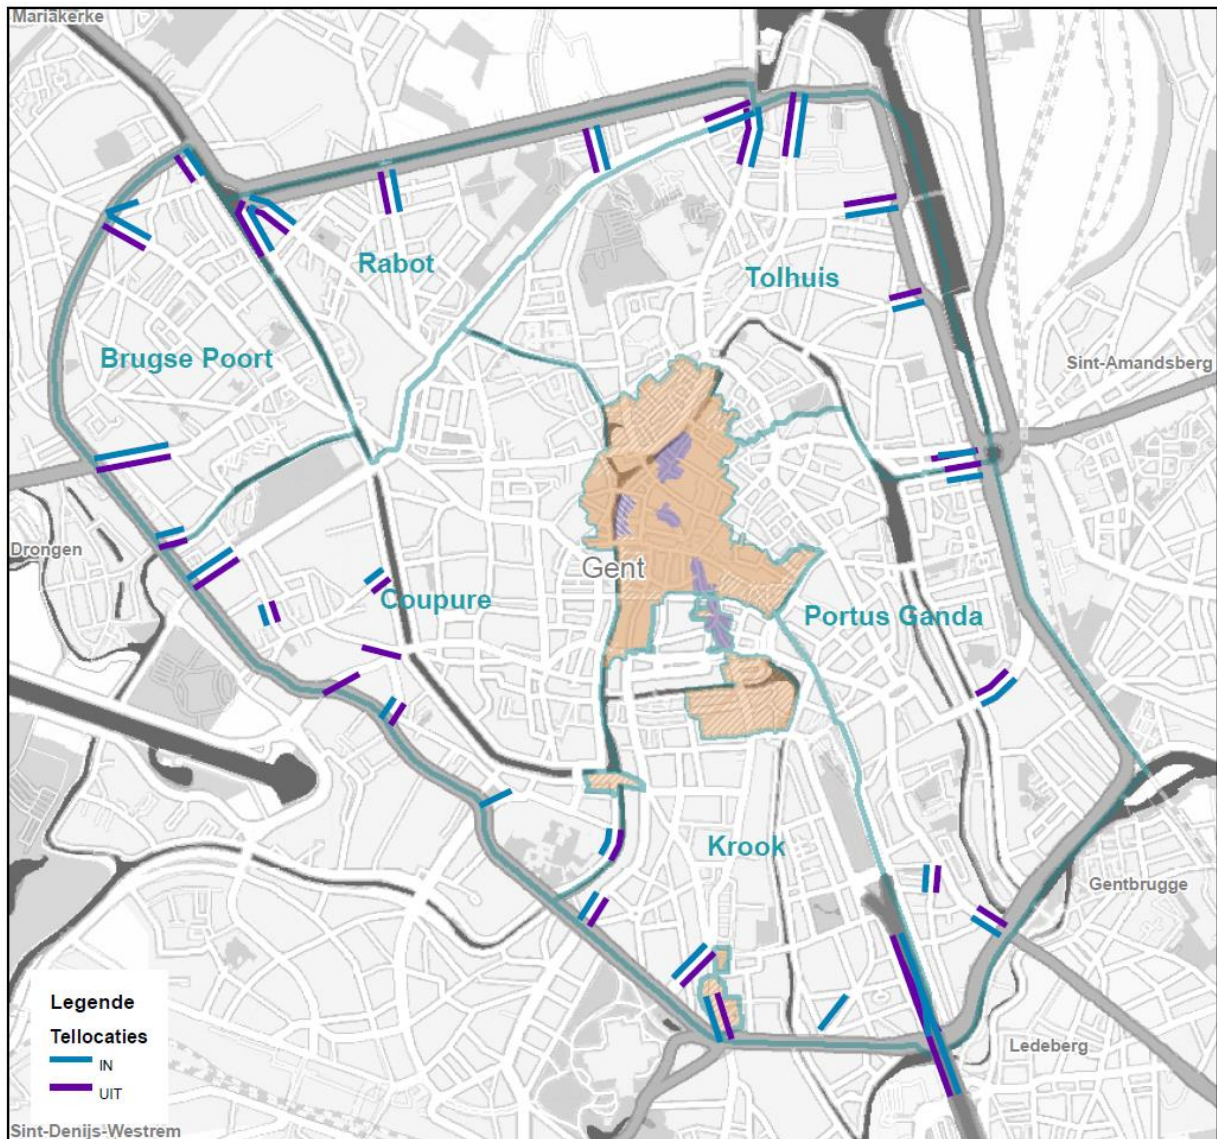 Mariakerke
Rabot
Tolhuis
Brugse Poort
Sint-Amandsberg
Drongen
Gent
Coupure
Portus Ganda
Krook
Gentbrugge
Legende
Tellocaties
IN
UIT
Ledeberg
Sint-Denijs-Westrem